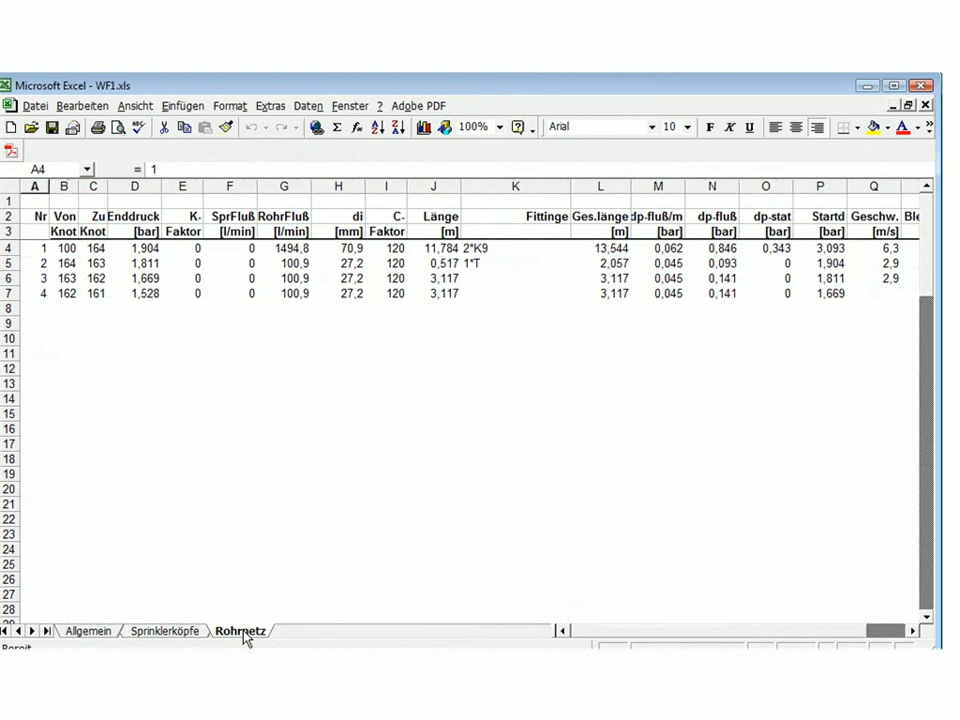 Microsoft Excel - WF1.xls
Datei Bearbeiten Ansicht Einfügen Format Extras Daten Fenster ? Adobe PDF
100% Arial 10 F K U
A4 = 1
A B C D E F G H I J K L M N O P Q
1
2 Nr Von Zu Enddruck K- SprFluß RohrFluß di C- Länge Fittinge Ges.länge dp-fluß/m dp-fluß dp-stat Startd Geschw. Ble
3 Knot Knot [bar] Faktor [l/min] [l/min] [mm] Faktor [m] [m] [bar] [bar] [bar] [bar] [m/s]
4 1 100 164 1,904 0 0 1494,8 70,9 120 11,784 2*K9 13,544 0,062 0,846 0,343 3,093 6,3
5 2 164 163 1,811 0 0 100,9 27,2 120 0,517 1*T 2,057 0,045 0,093 0 1,904 2,9
6 3 163 162 1,669 0 0 100,9 27,2 120 3,117 3,117 0,045 0,141 0 1,811 2,9
7 4 162 161 1,528 0 0 100,9 27,2 120 3,117 3,117 0,045 0,141 0 1,669
8
9
10
11
12
13
14
15
16
17
18
19
20
21
22
23
24
25
26
27
28
Allgemein Sprinklerköpfe Rohrnetz